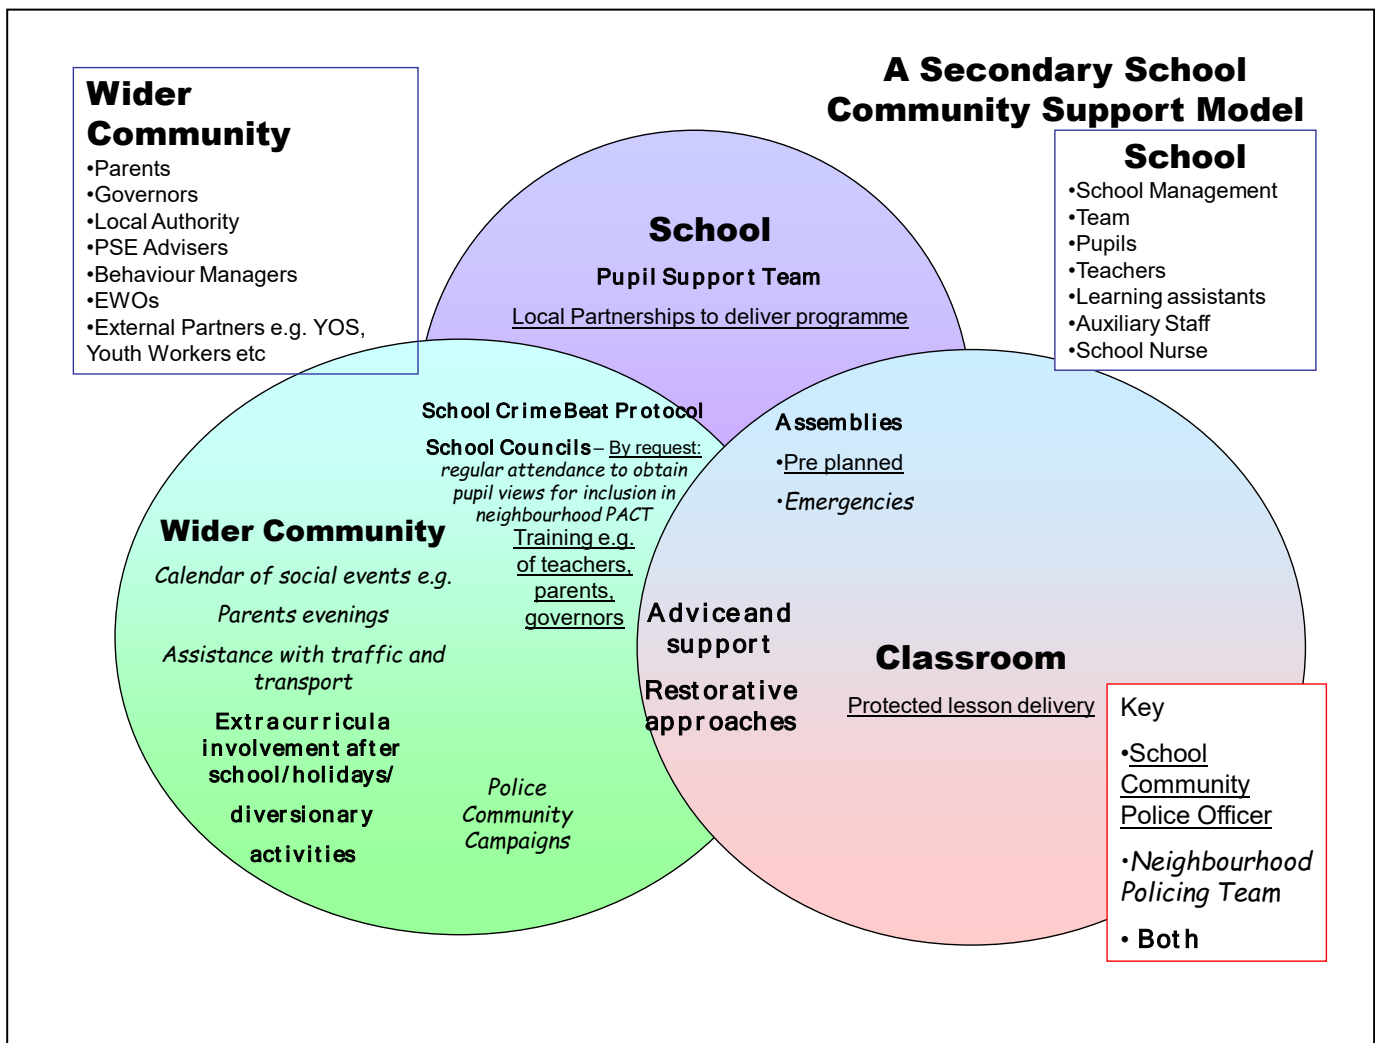 A Secondary School
Community Support Model
Wider
Community
•Parents
•Governors
•Local Authority
•PSE Advisers
•Behaviour Managers
•EWOs
•External Partners e.g. YOS,
Youth Workers etc
School
•School Management
•Team
•Pupils
•Teachers
•Learning assistants
•Auxiliary Staff
•School Nurse
School
Pupil Support Team
Local Partnerships to deliver programme
School CrimeBeat Protocol
School Councils – By request:
regular attendance to obtain
pupil views for inclusion in
neighbourhood PACT
Training e.g.
of teachers,
parents,
governors
Assemblies
•Pre planned
•Emergencies
Wider Community
Calendar of social events e.g.
Parents evenings
Assistance with traffic and
transport
Extracurricula
involvement after
school/holidays/
diversionary
activities
Police
Community
Campaigns
Advice and
support
Restorative
approaches
Classroom
Protected lesson delivery
Key
•School
Community
Police Officer
•Neighbourhood
Policing Team
• Both